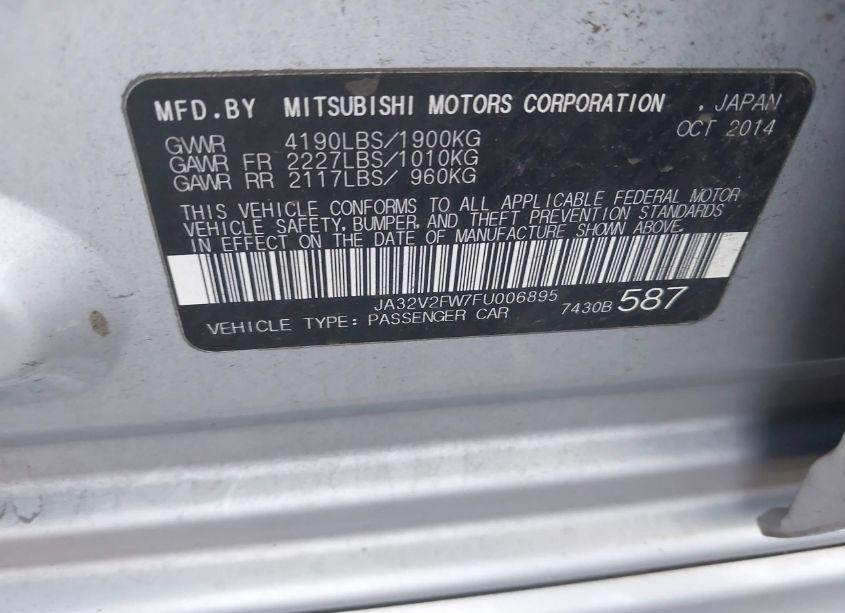 MFD.BY MITSUBISHI MOTORS CORPORATION , JAPAN
OCT 2014
GVWR 4190LBS/1900KG
GAWR FR 2227LBS/1010KG
GAWR RR 2117LBS/ 960KG
THIS VEHICLE CONFORMS TO ALL APPLICABLE FEDERAL MOTOR
VEHICLE SAFETY, BUMPER, AND THEFT PREVENTION STANDARDS
IN EFFECT ON THE DATE OF MANUFACTURE SHOWN ABOVE.
JA32V2FW7FU006895
VEHICLE TYPE: PASSENGER CAR 7430B 587